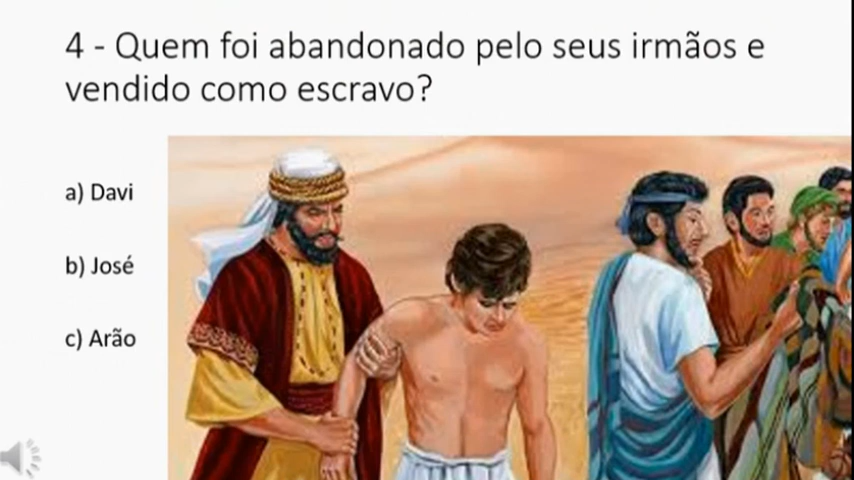 4 - Quem foi abandonado pelo seus irmãos e
vendido como escravo?
a) Davi
b) José
c) Arão